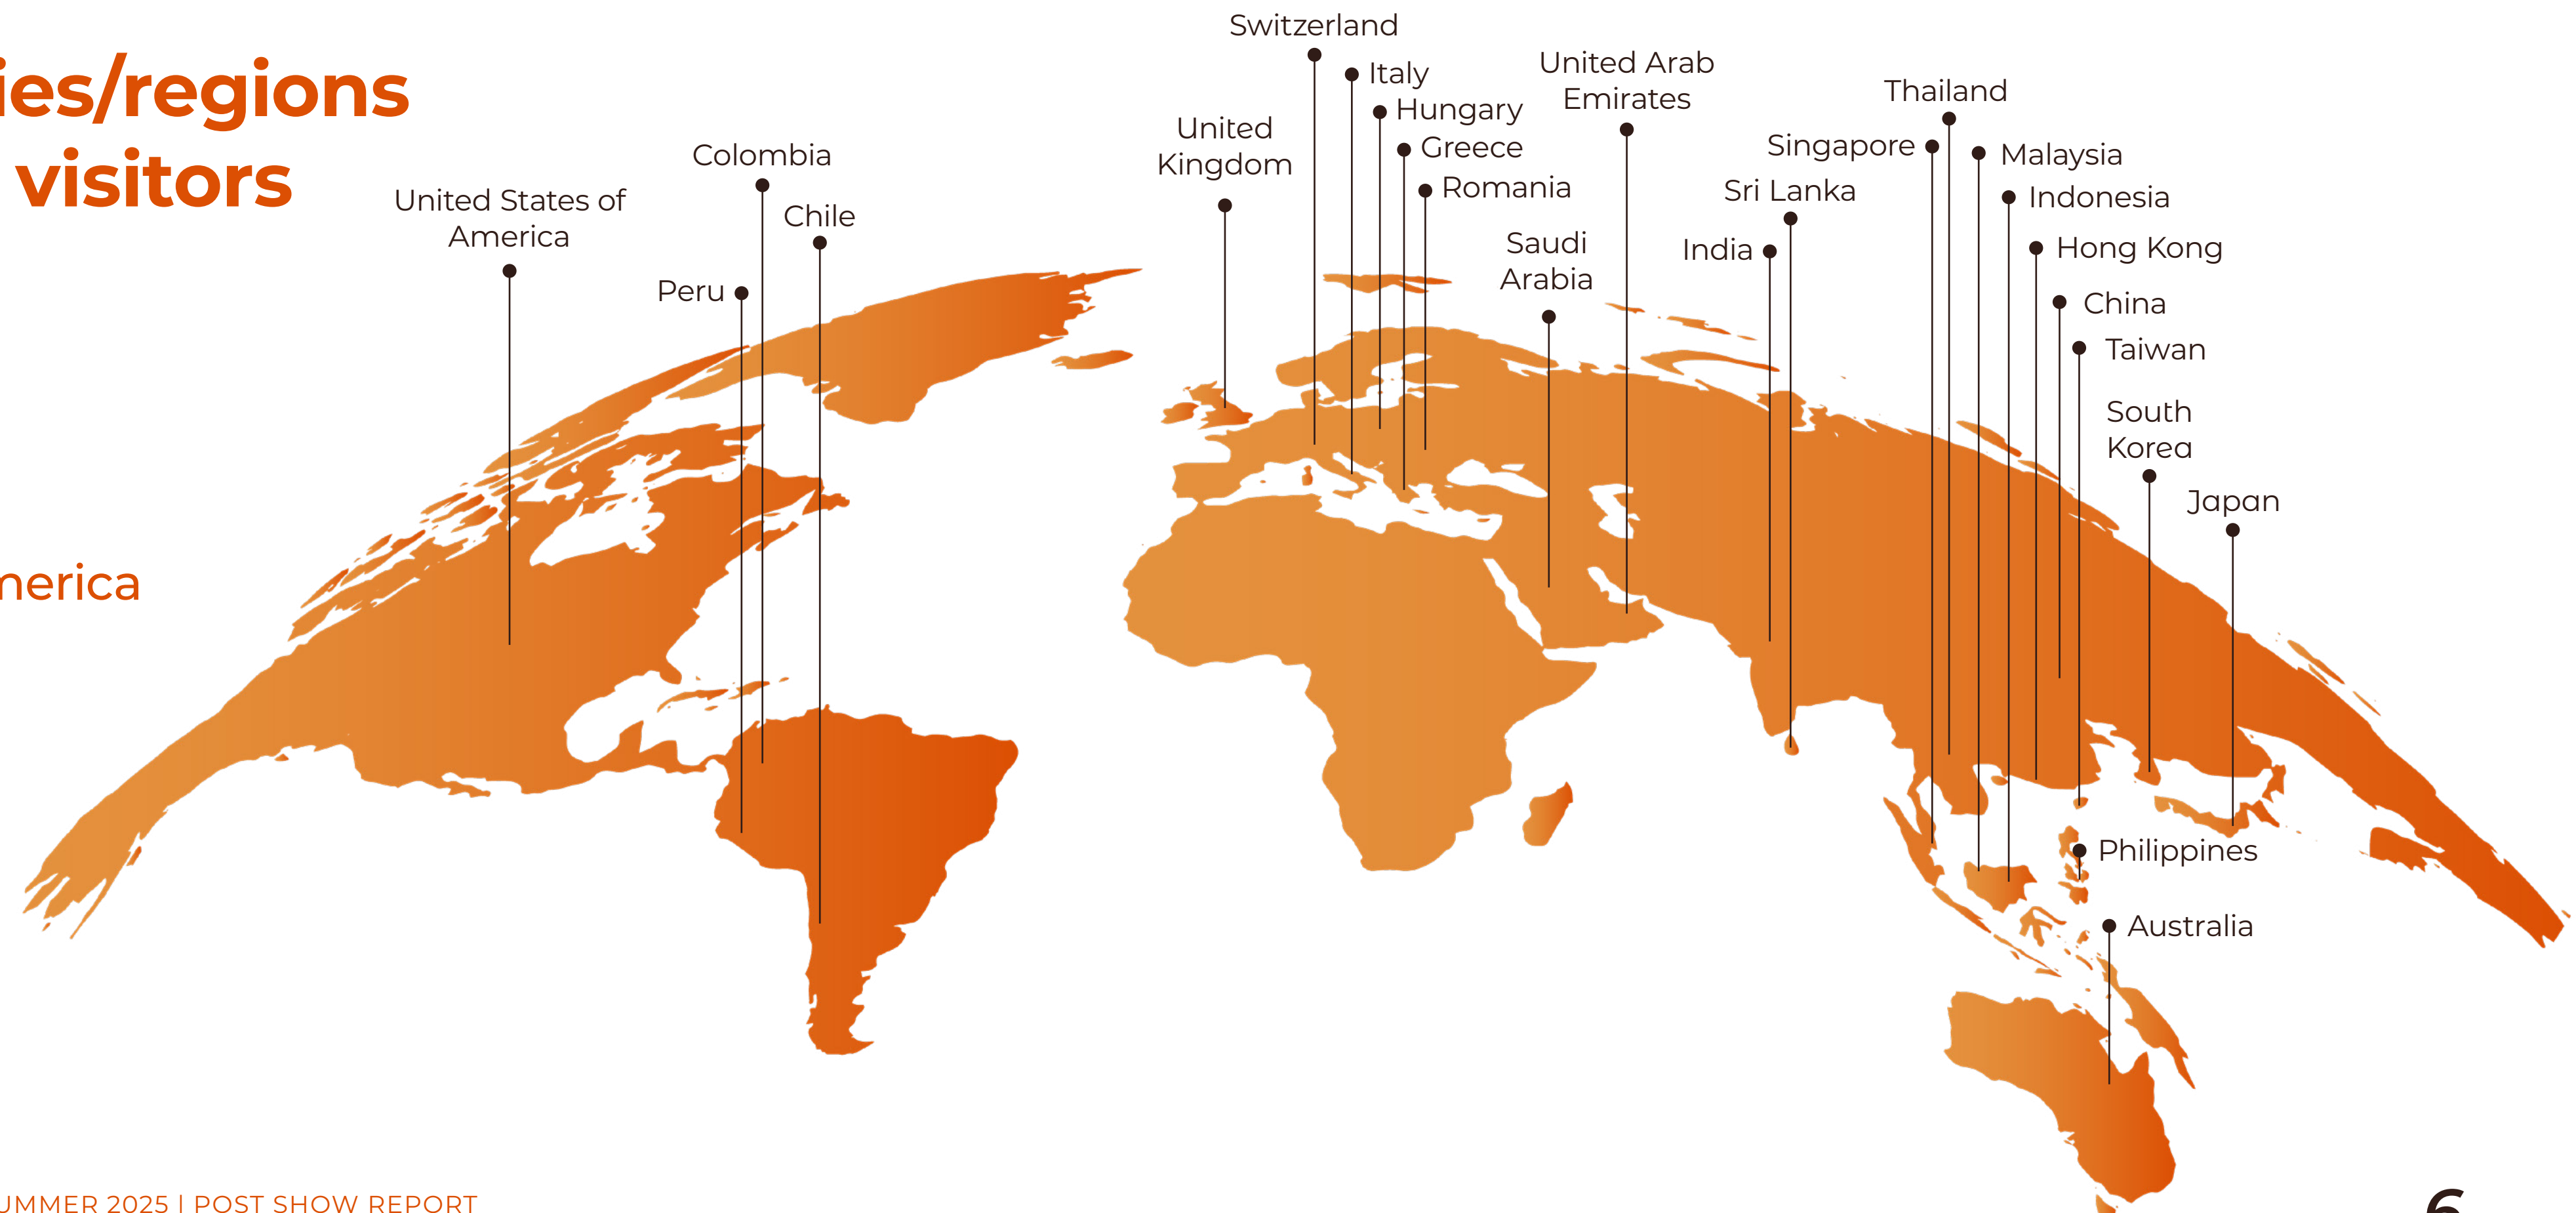 ies/regions
visitors
merica
United States of
America
Peru
Colombia
Chile
United
Kingdom
Switzerland
Italy
Hungary
Greece
Romania
United Arab
Emirates
Saudi
Arabia
India
Sri Lanka
Singapore
Thailand
Malaysia
Indonesia
Hong Kong
China
Taiwan
South
Korea
Japan
Philippines
Australia
UMMER 2025 | POST SHOW REPORT
6